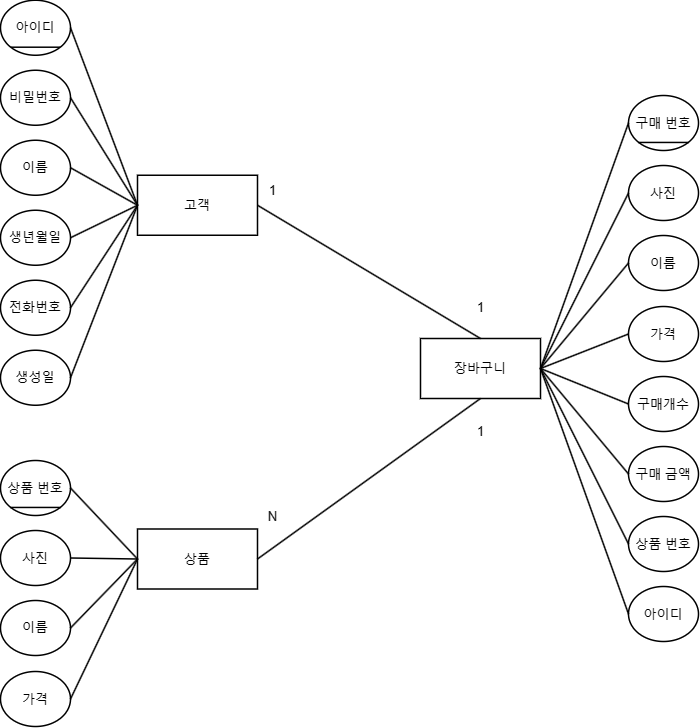 아이디
비밀번호
이름
생년월일
전화번호
생성일
고객
1
상품 번호
사진
이름
가격
상품
N
1
장바구니
1
구매 번호
사진
이름
가격
구매개수
구매 금액
상품 번호
아이디